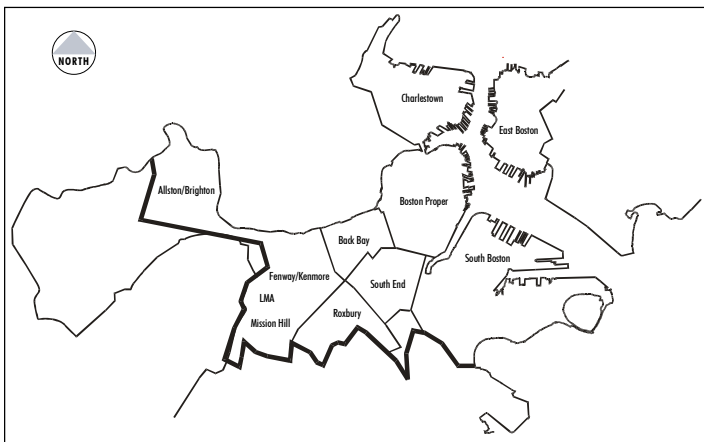 NORTH
Charlestown
East Boston
Allston/Brighton
Boston Proper
Back Bay
South Boston
Fenway/Kenmore
South End
LMA
Roxbury
Mission Hill